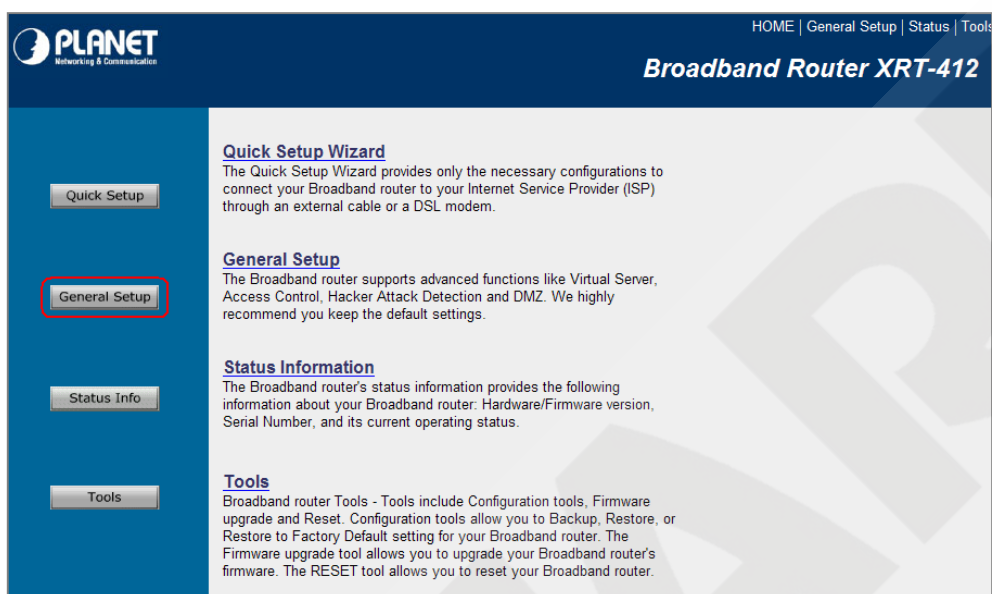 PLANET
Networking & Communication
HOME | General Setup | Status | Tools
Broadband Router XRT-412
Quick Setup
General Setup
Status Info
Tools
Quick Setup Wizard
The Quick Setup Wizard provides only the necessary configurations to
connect your Broadband router to your Internet Service Provider (ISP)
through an external cable or a DSL modem.
General Setup
The Broadband router supports advanced functions like Virtual Server,
Access Control, Hacker Attack Detection and DMZ. We highly
recommend you keep the default settings.
Status Information
The Broadband router's status information provides the following
information about your Broadband router: Hardware/Firmware version,
Serial Number, and its current operating status.
Tools
Broadband router Tools - Tools include Configuration tools, Firmware
upgrade and Reset. Configuration tools allow you to Backup, Restore, or
Restore to Factory Default setting for your Broadband router. The
Firmware upgrade tool allows you to upgrade your Broadband router's
firmware. The RESET tool allows you to reset your Broadband router.